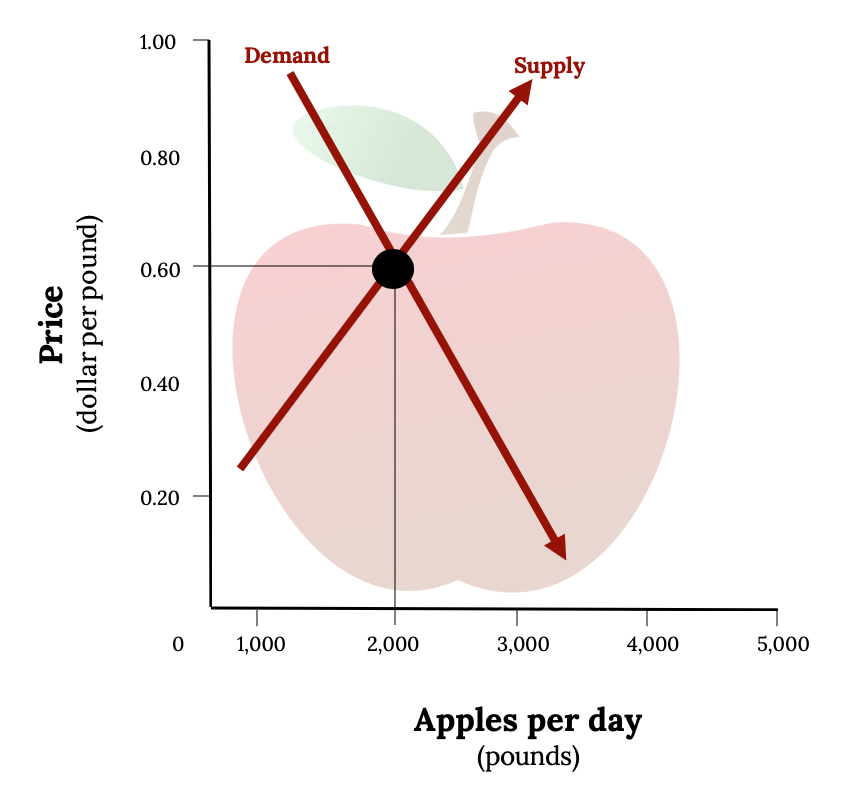 1.00
Demand
Supply
0.80
0.60
0.40
0.20
Price
(dollar per pound)
0
1,000
2,000
3,000
4,000
5,000
Apples per day
(pounds)